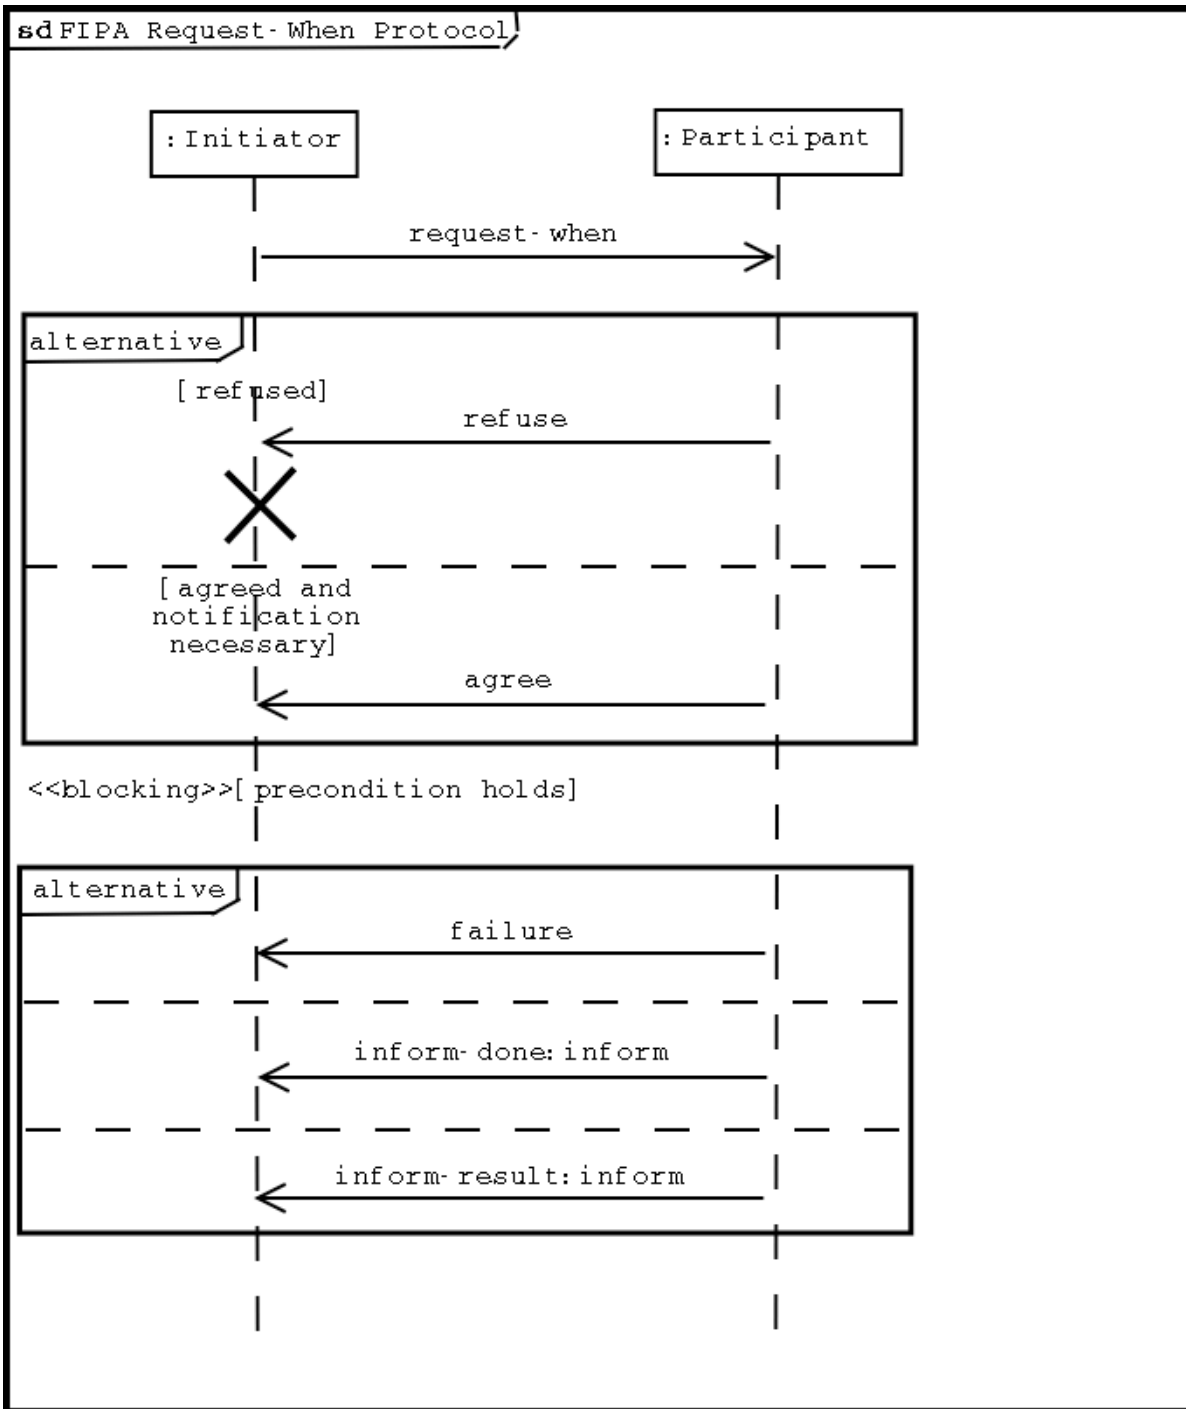 sd FIPA Request-When Protocol
:Initiator
:Participant
request-when
alternative
[refused]
refuse
[agreed and
notification
necessary]
agree
<<blocking>>[precondition holds]
alternative
failure
inform-done:inform
inform-result:inform